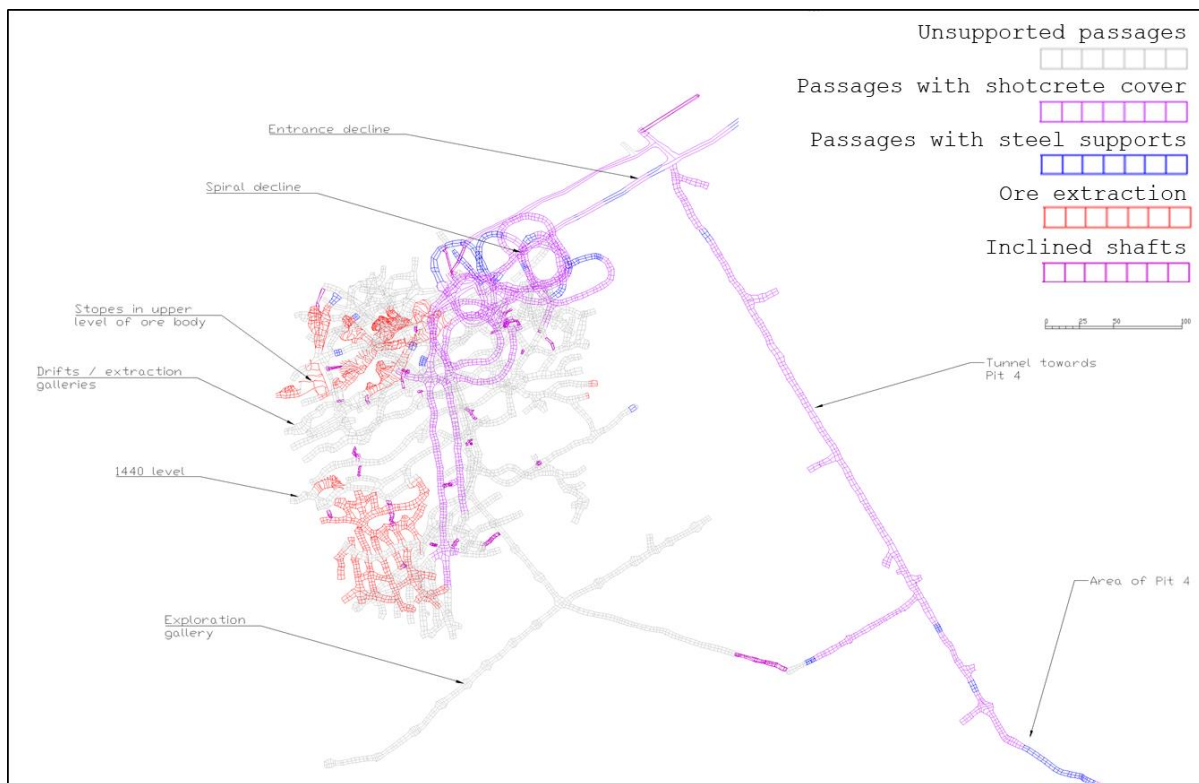 Unsupported passages
Passages with shotcrete cover
Entrance decline
Passages with steel supports
Spiral decline
Ore extraction
Inclined shafts
Stopes in upper
level of ore body
0 25 50 100
Drifts / extraction
galleries
Tunnel towards
Pit 4
1440 level
Area of Pit 4
Exploration
gallery